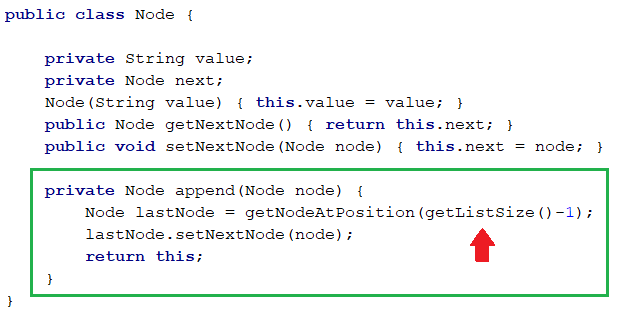 public class Node {
private String value;
private Node next;
Node(String value) { this.value = value; }
public Node getNextNode() { return this.next; }
public void setNextNode(Node node) { this.next = node; }
private Node append(Node node) {
Node lastNode = getNodeAtPosition(getListSize()-1);
lastNode.setNextNode(node);
return this;
}
}